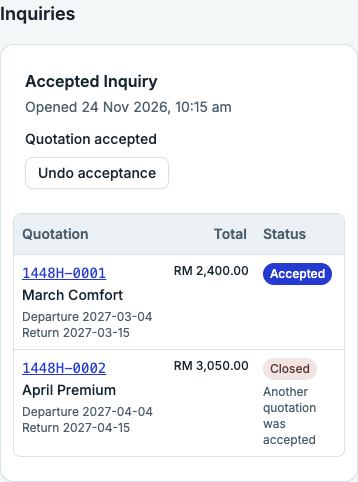 Inquiries
Accepted Inquiry
Opened 24 Nov 2026, 10:15 am
Quotation accepted
Undo acceptance
Quotation Total Status
1448H-0001 RM 2,400.00 Accepted
March Comfort
Departure 2027-03-04
Return 2027-03-15
1448H-0002 RM 3,050.00 Closed
April Premium
Another
Departure 2027-04-04
quotation
Return 2027-04-15
was
accepted